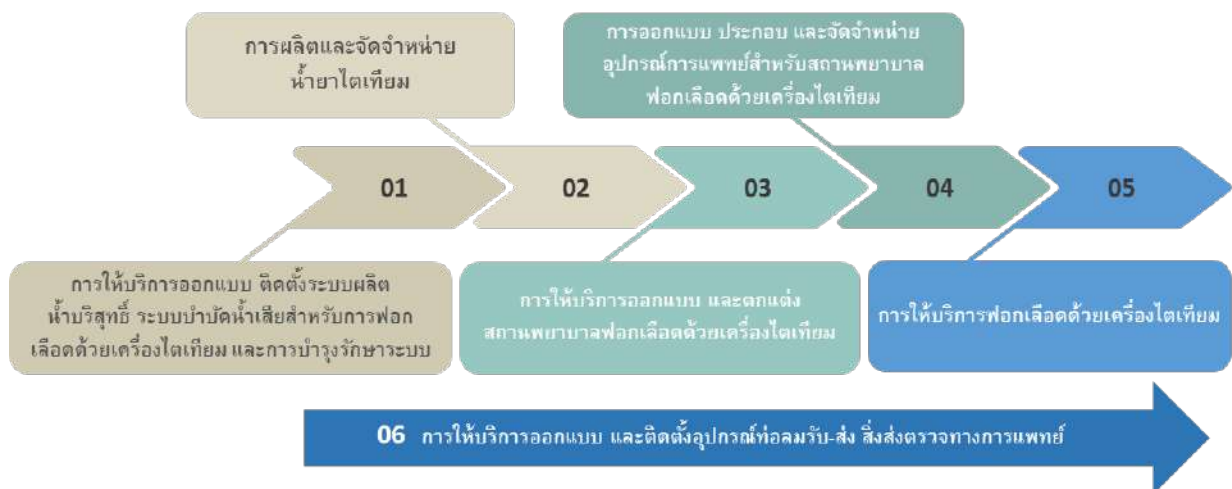 การผลิตและจัดจำหน่าย
น้ำยาไตเทียม
การออกแบบ ประกอบ และจัดจำหน่าย
อุปกรณ์การแพทย์สำหรับสถานพยาบาล
ฟอกเลือดด้วยเครื่องไตเทียม
01
02
03
04
05
การให้บริการออกแบบ ติดตั้งระบบผลิต
น้ำบริสุทธิ์ ระบบบำบัดน้ำเสียสำหรับการฟอก
เลือดด้วยเครื่องไตเทียม และการบำรุงรักษาระบบ
การให้บริการออกแบบ และตกแต่ง
สถานพยาบาลฟอกเลือดด้วยเครื่องไตเทียม
การให้บริการฟอกเลือดด้วยเครื่องไตเทียม
06 การให้บริการออกแบบ และติดตั้งอุปกรณ์ท่อลมรับ-ส่ง สิ่งส่งตรวจทางการแพทย์